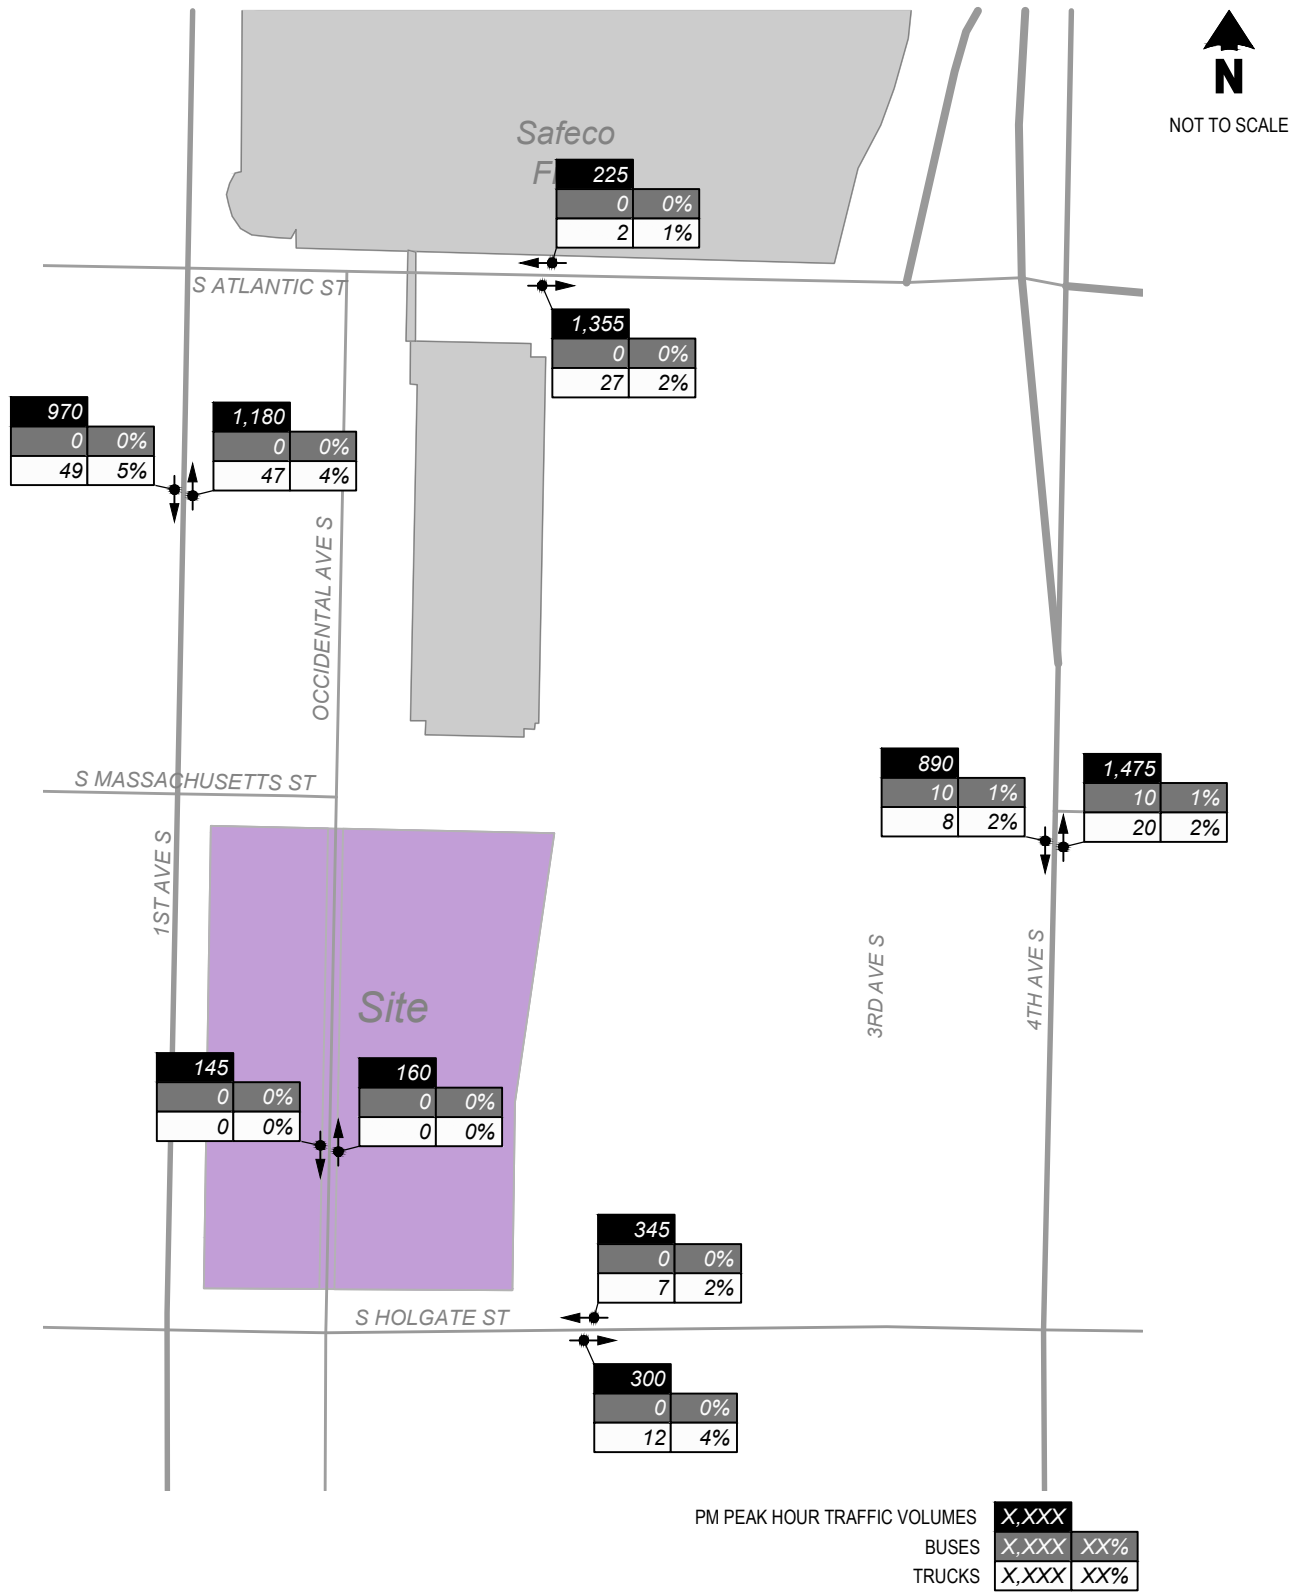 N
NOT TO SCALE
Safeco
225
0 0%
2 1%
S ATLANTIC ST
1,355
0 0%
27 2%
970
0 0%
49 5%
1,180
0 0%
47 4%
OCCIDENTAL AVE S
S MASSACHUSETTS ST
890
10 1%
8 2%
1,475
10 1%
20 2%
1ST AVE S
3RD AVE S
4TH AVE S
Site
145
0 0%
0 0%
160
0 0%
0 0%
345
0 0%
7 2%
S HOLGATE ST
300
0 0%
12 4%
PM PEAK HOUR TRAFFIC VOLUMES X,XXX
BUSES X,XXX XX%
TRUCKS X,XXX XX%